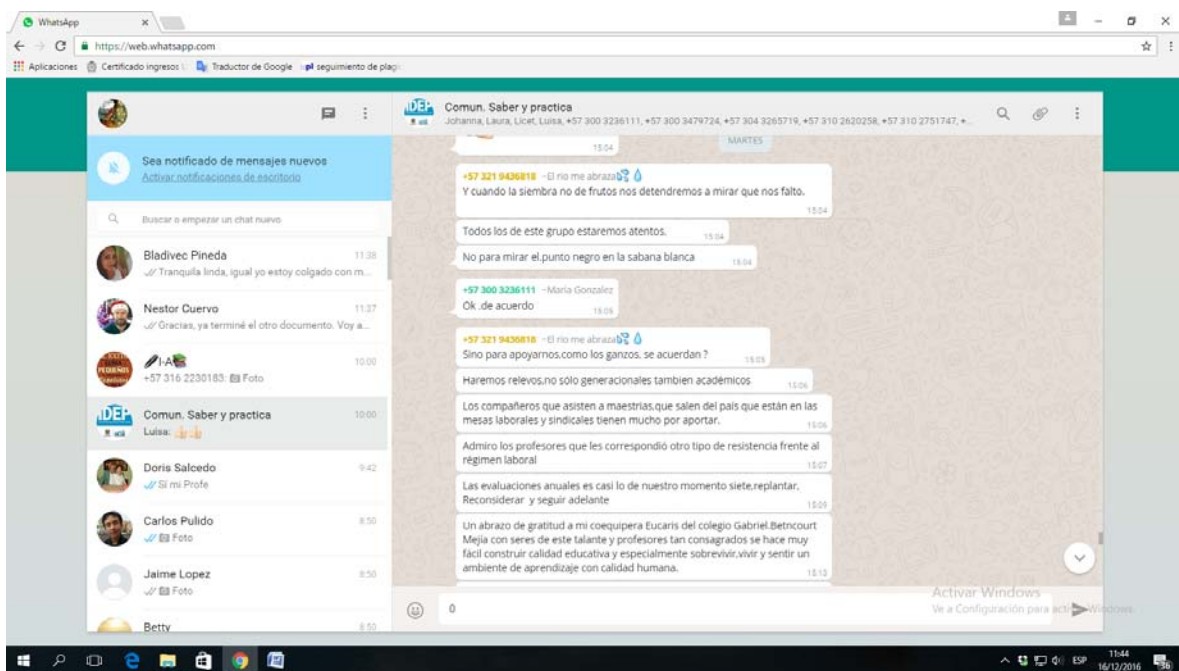 WhatsApp
https://web.whatsapp.com
Aplicaciones Certificado ingresos Traductor de Google seguimiento de plag
Sea notificado de mensajes nuevos
Activar notificaciones de escritorio
Buscar o empezar un chat nuevo
Bladivec Pineda 11:38
Tranquila linda, igual yo estoy colgado con m...
Nestor Cuervo 11:37
Gracias, ya terminé el otro documento. Voy a...
I-A 10:00
+57 316 2230183: Foto
IDEP
Comun. Saber y practica 10:00
Luisa:
Doris Salcedo 9:42
Si mi Profe
Carlos Pulido 8:50
Foto
Jaime Lopez 8:50
Foto
Betty 8:50
IDEP
Comun. Saber y practica
Johanna, Laura, Licet, Luisa, +57 300 3236111, +57 300 3479724, +57 304 3265719, +57 310 2620258, +57 310 2751747, +...
15:04
MARTES
+57 321 9436818 ~El rio me abraza
Y cuando la siembra no de frutos nos detendremos a mirar que nos falto.
15:04
Todos los de este grupo estaremos atentos. 15:04
No para mirar el.punto negro en la sabana blanca 15:04
+57 300 3236111 ~Maria Gonzalez
Ok .de acuerdo 15:05
+57 321 9436818 ~El rio me abraza
Sino para apoyarnos.como los ganzos. se acuerdan ? 15:05
Haremos relevos,no sólo generacionales tambien académicos 15:06
Los compañeros que asisten a maestrias,que salen del país que están en las
mesas laborales y sindicales tienen mucho por aportar. 15:06
Admiro los profesores que les correspondió otro tipo de resistencia frente al
régimen laboral 15:07
Las evaluaciones anuales es casi lo de nuestro momento siete,replantar.
Reconsiderar y seguir adelante 15:09
Un abrazo de gratitud a mi coequipera Eucaris del colegio Gabriel.Betncourt
Mejía con seres de este talante y profesores tan consagrados se hace muy
fácil construir calidad educativa y especialmente sobrevivir,vivir y sentir un
ambiente de aprendizaje con calidad humana. 15:13
0
Activar Windows
Ve a Configuración para Windows.
ESP
11:44
16/12/2016